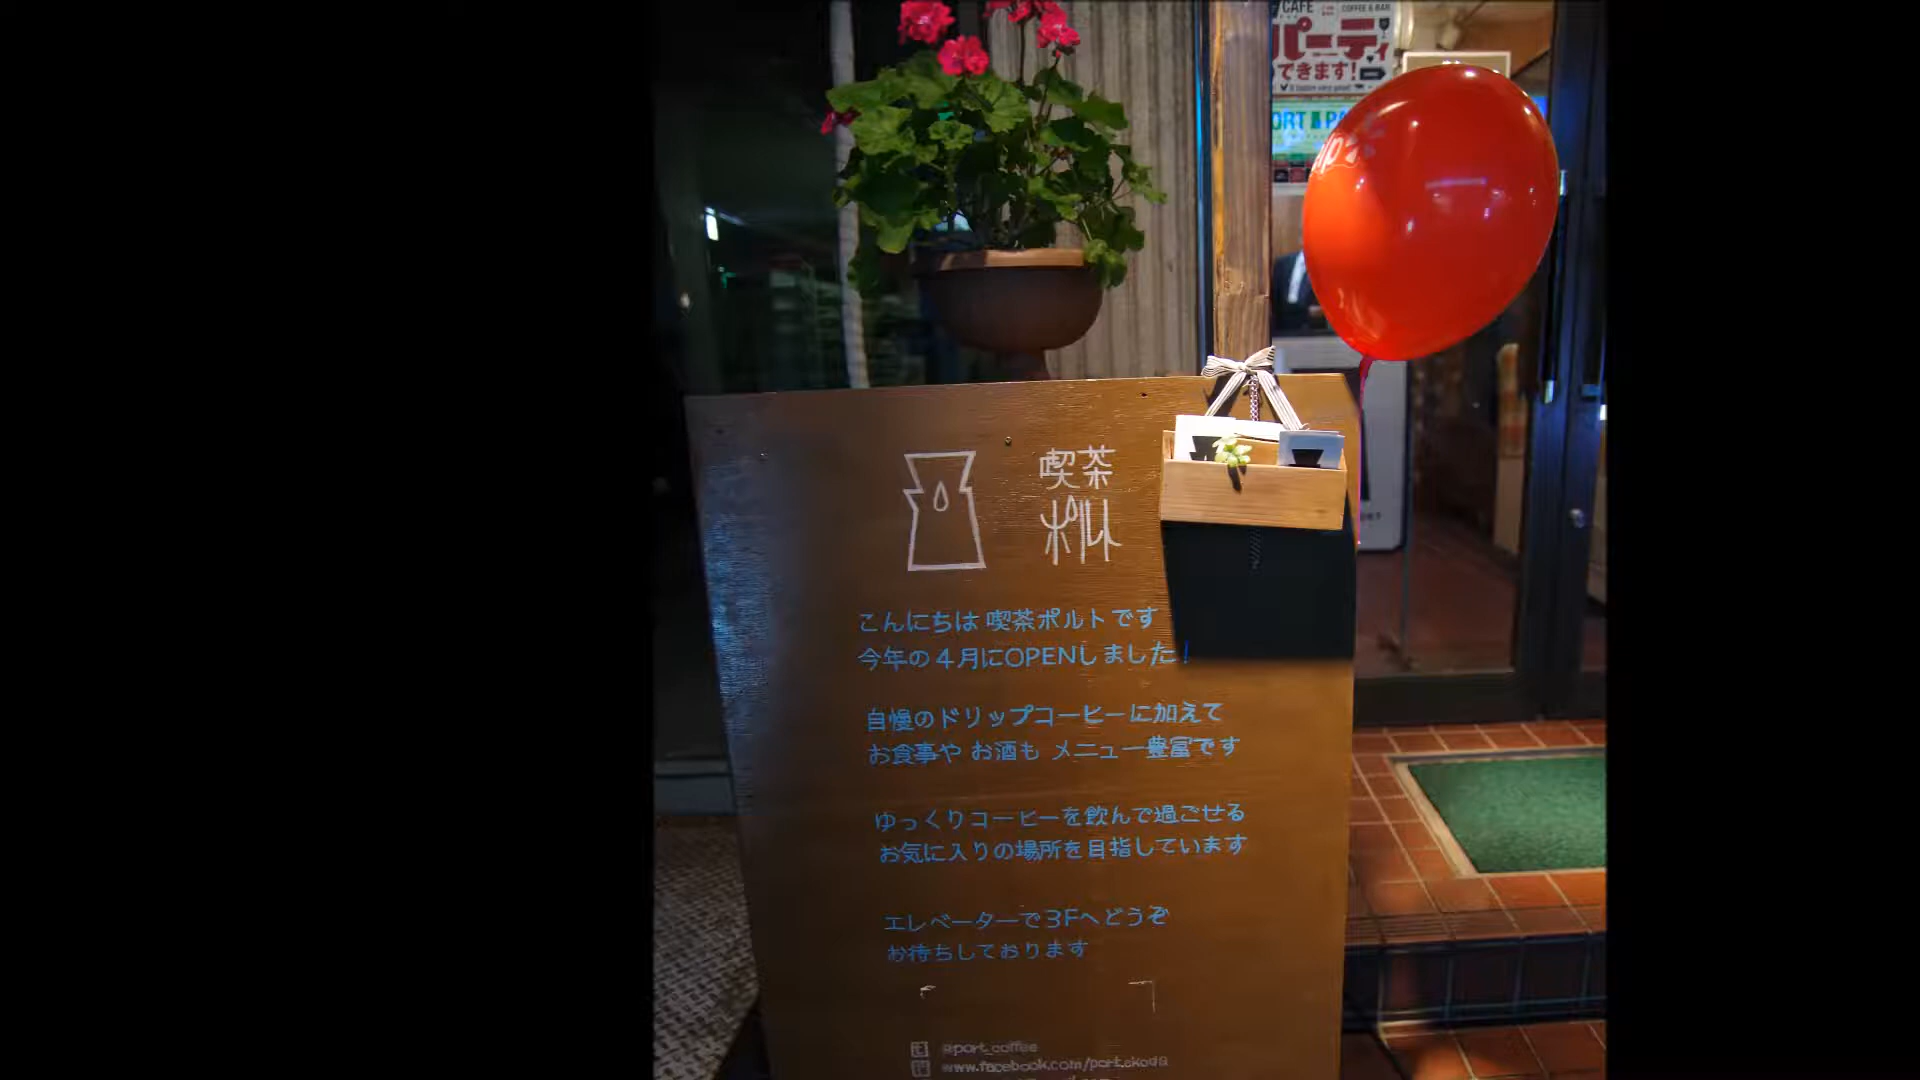 CAFE
COFFEE & BAR
パーティ
できます!
喫茶
ポルト
こんにちは 喫茶ポルトです
今年の4月にOPENしました!
自慢のドリップコーヒーに加えて
お食事や お酒も メニュー豊富です
ゆっくりコーヒーを飲んで過ごせる
お気に入りの場所を目指しています
エレベーターで3Fへどうぞ
お待ちしております
@port_coffee